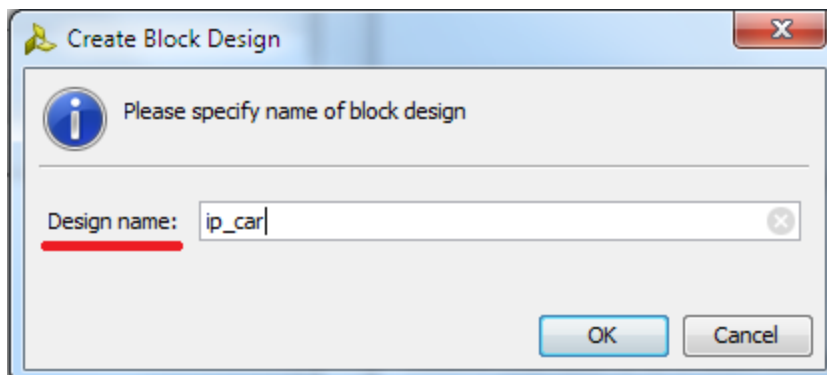 Create Block Design
Please specify name of block design
Design name: ip_car
OK Cancel